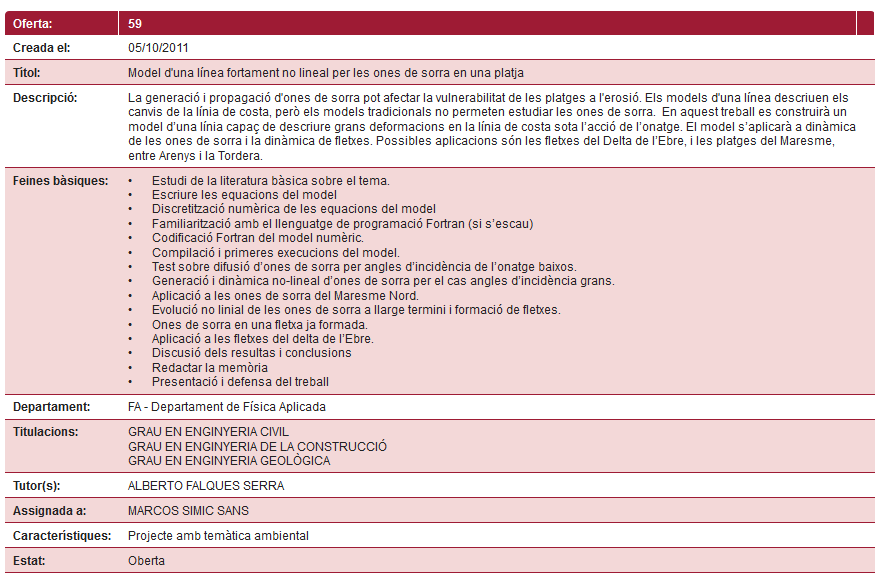 Oferta: 59
Creada el: 05/10/2011
Títol: Model d'una línea fortament no lineal per les ones de sorra en una platja
Descripció: La generació i propagació d'ones de sorra pot afectar la vulnerabilitat de les platges a l'erosió. Els models d'una línea descriuen els
canvis de la línia de costa, però els models tradicionals no permeten estudiar les ones de sorra. En aquest treball es construirà un
model d’una línia capaç de descriure grans deformacions en la línia de costa sota l’acció de l’onatge. El model s’aplicarà a dinàmica
de les ones de sorra i la dinàmica de fletxes. Possibles aplicacions són les fletxes del Delta de l’Ebre, i les platges del Maresme,
entre Arenys i la Tordera.
Feines bàsiques: • Estudi de la literatura bàsica sobre el tema.
• Escriure les equacions del model
• Discretització numèrica de les equacions del model
• Familiarització amb el llenguatge de programació Fortran (si s’escau)
• Codificació Fortran del model numèric.
• Compilació i primeres execucions del model.
• Test sobre difusió d’ones de sorra per angles d’incidència de l’onatge baixos.
• Generació i dinàmica no-lineal d’ones de sorra per el cas angles d’incidència grans.
• Aplicació a les ones de sorra del Maresme Nord.
• Evolució no linial de les ones de sorra a llarge termini i formació de fletxes.
• Ones de sorra en una fletxa ja formada.
• Aplicació a les fletxes del delta de l’Ebre.
• Discusió dels resultas i conclusions
• Redactar la memòria
• Presentació i defensa del treball
Departament: FA - Departament de Física Aplicada
Titulacions: GRAU EN ENGINYERIA CIVIL
GRAU EN ENGINYERIA DE LA CONSTRUCCIÓ
GRAU EN ENGINYERIA GEOLÒGICA
Tutor(s): ALBERTO FALQUES SERRA
Assignada a: MARCOS SIMIC SANS
Característiques: Projecte amb temàtica ambiental
Estat: Oberta